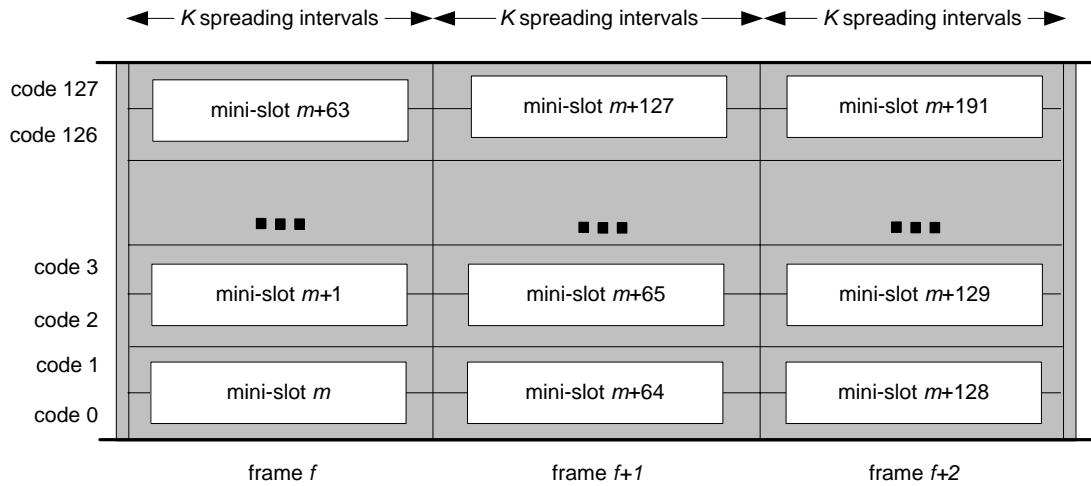 K spreading intervals K spreading intervals K spreading intervals
code 127
mini-slot m+63 mini-slot m+127 mini-slot m+191
code 126
code 3
mini-slot m+1 mini-slot m+65 mini-slot m+129
code 2
code 1
mini-slot m mini-slot m+64 mini-slot m+128
code 0
frame f frame f+1 frame f+2